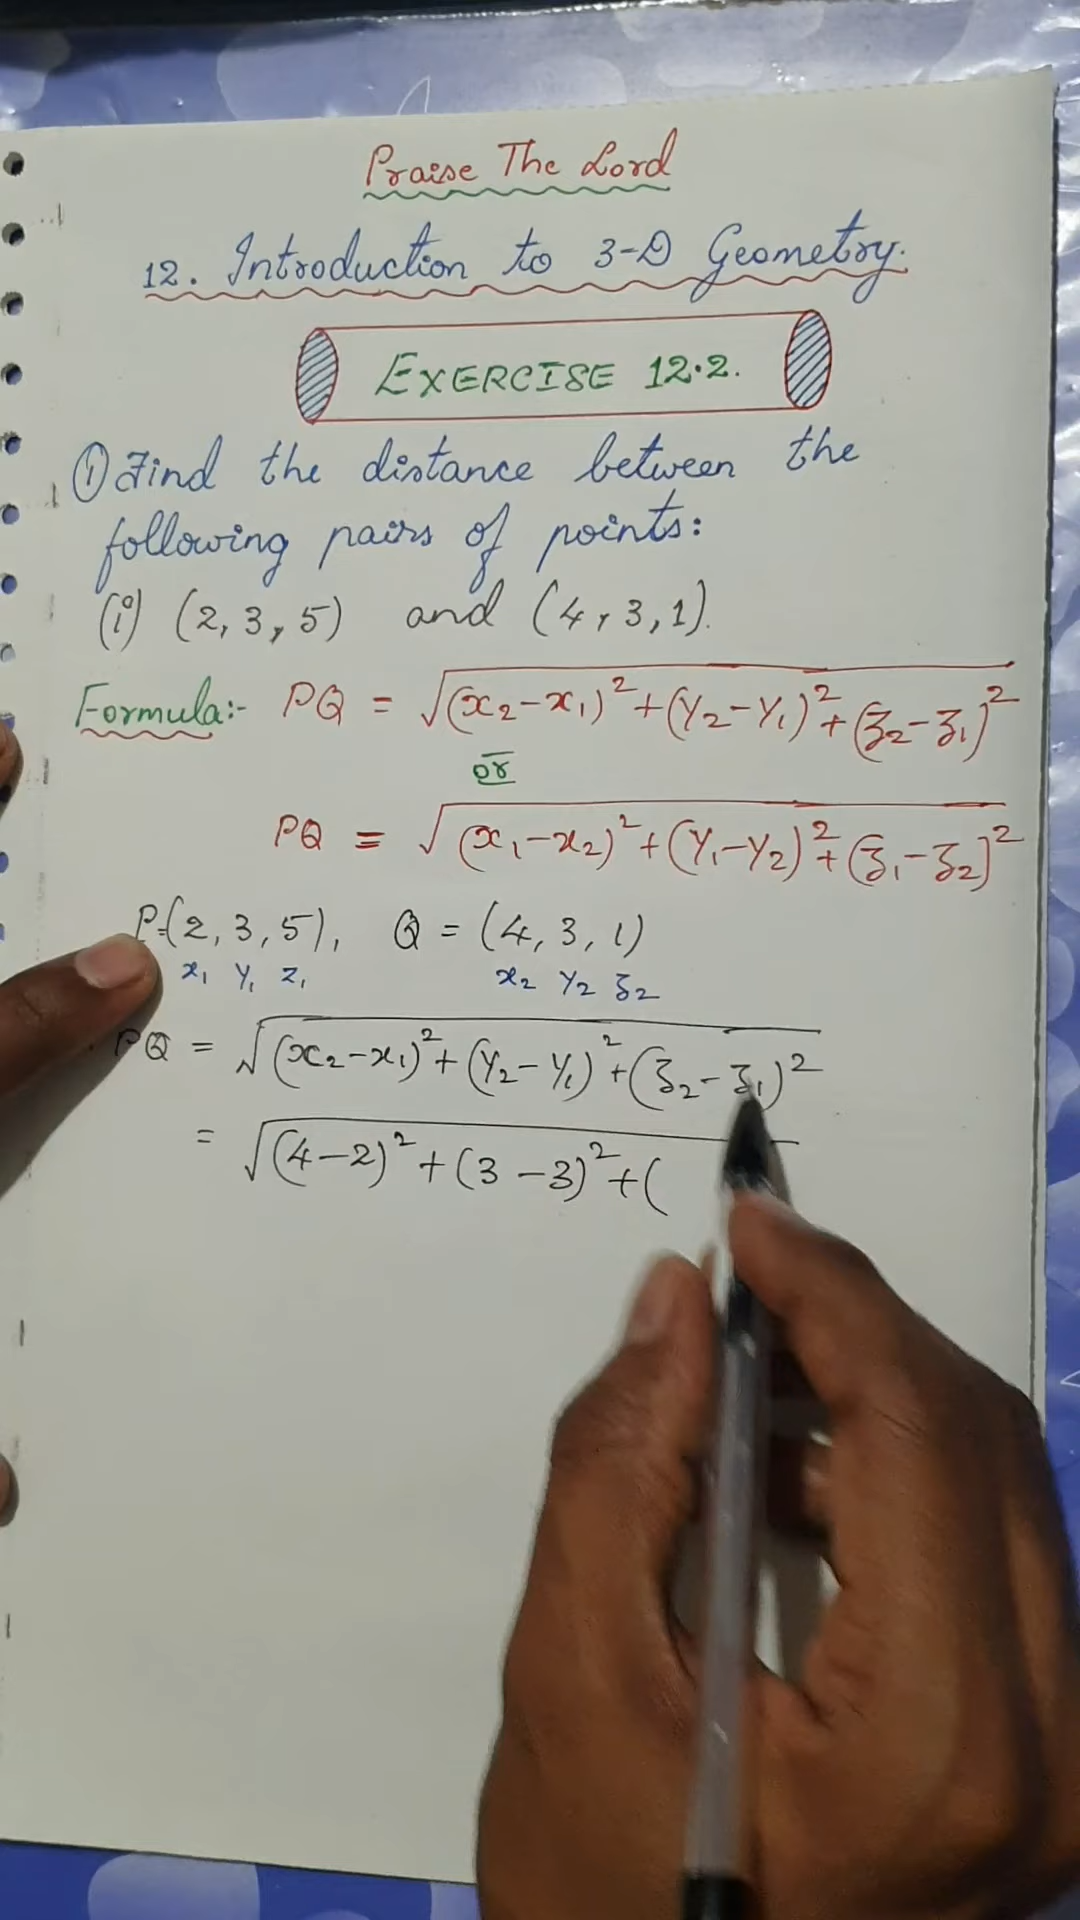 Praise The Lord
12. Introduction to 3-D Geometry.
EXERCISE 12.2.
① Find the distance between the
following pairs of points:
(i) (2, 3, 5) and (4, 3, 1).
Formula:- PQ = √(x₂-x₁)²+(y₂-y₁)²+(z₂-z₁)²
or
PQ = √(x₁-x₂)²+(y₁-y₂)²+(z₁-z₂)²
P=(2, 3, 5), Q = (4, 3, 1)
x₁ y₁ z₁ x₂ y₂ z₂
PQ = √(x₂-x₁)²+(y₂-y₁)²+(z₂-z₁)²
= √(4-2)²+(3-3)²+(